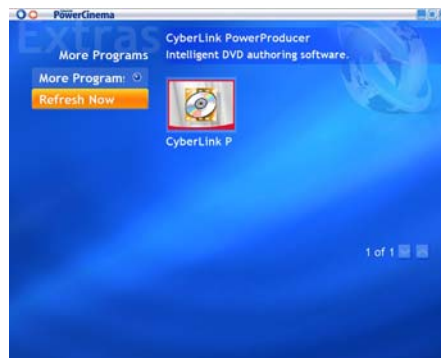 PowerCinema
Extras
More Programs
CyberLink PowerProducer
Intelligent DVD authoring software.
More Program:
Refresh Now
CyberLink P
1 of 1